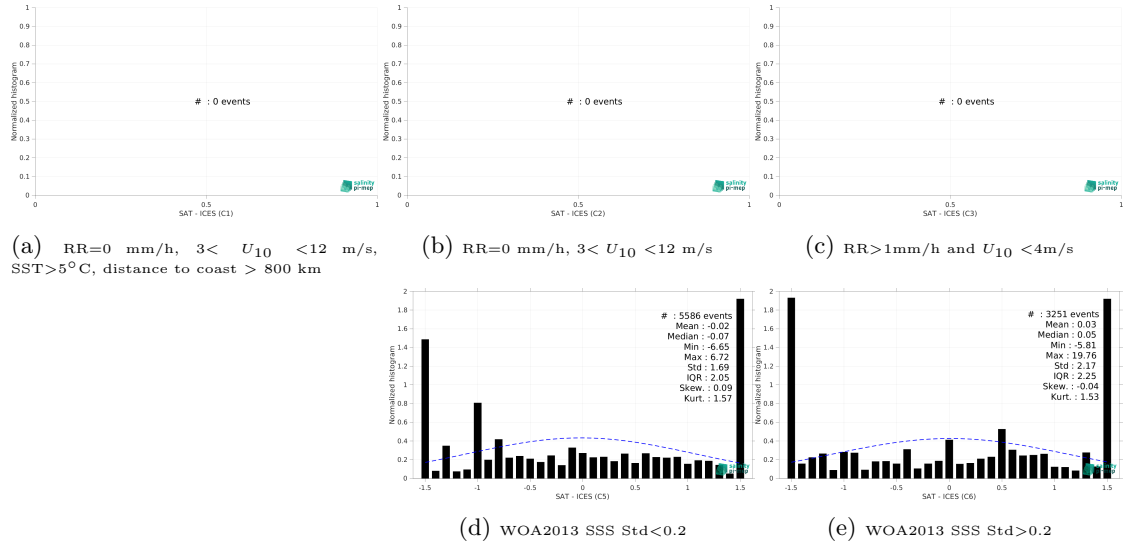 1
0.9
0.8
0.7
0.6
0.5
0.4
0.3
0.2
0.1
0
Normalized histogram
# : 0 events
salinity
pi-mep
0 0.5 1
SAT - ICES (C1)
1
0.9
0.8
0.7
0.6
0.5
0.4
0.3
0.2
0.1
0
Normalized histogram
# : 0 events
salinity
pi-mep
0 0.5 1
SAT - ICES (C2)
1
0.9
0.8
0.7
0.6
0.5
0.4
0.3
0.2
0.1
0
Normalized histogram
# : 0 events
salinity
pi-mep
0 0.5 1
SAT - ICES (C3)
(a) RR=0 mm/h, 3< U10 <12 m/s,
SST>5°C, distance to coast > 800 km
(b) RR=0 mm/h, 3< U10 <12 m/s
(c) RR>1mm/h and U10 <4m/s
2
1.8
1.6
1.4
1.2
1
0.8
0.6
0.4
0.2
0
Normalized histogram
# : 5586 events
Mean : -0.02
Median : -0.07
Min : -6.65
Max : 6.72
Std : 1.69
IQR : 2.05
Skew. : 0.09
Kurt. : 1.57
salinity
pi-mep
-1.5 -1 -0.5 0 0.5 1 1.5
SAT - ICES (C5)
2
1.8
1.6
1.4
1.2
1
0.8
0.6
0.4
0.2
0
Normalized histogram
# : 3251 events
Mean : 0.03
Median : 0.05
Min : -5.81
Max : 19.76
Std : 2.17
IQR : 2.25
Skew. : -0.04
Kurt. : 1.53
salinity
pi-mep
-1.5 -1 -0.5 0 0.5 1 1.5
SAT - ICES (C6)
(d) WOA2013 SSS Std<0.2
(e) WOA2013 SSS Std>0.2